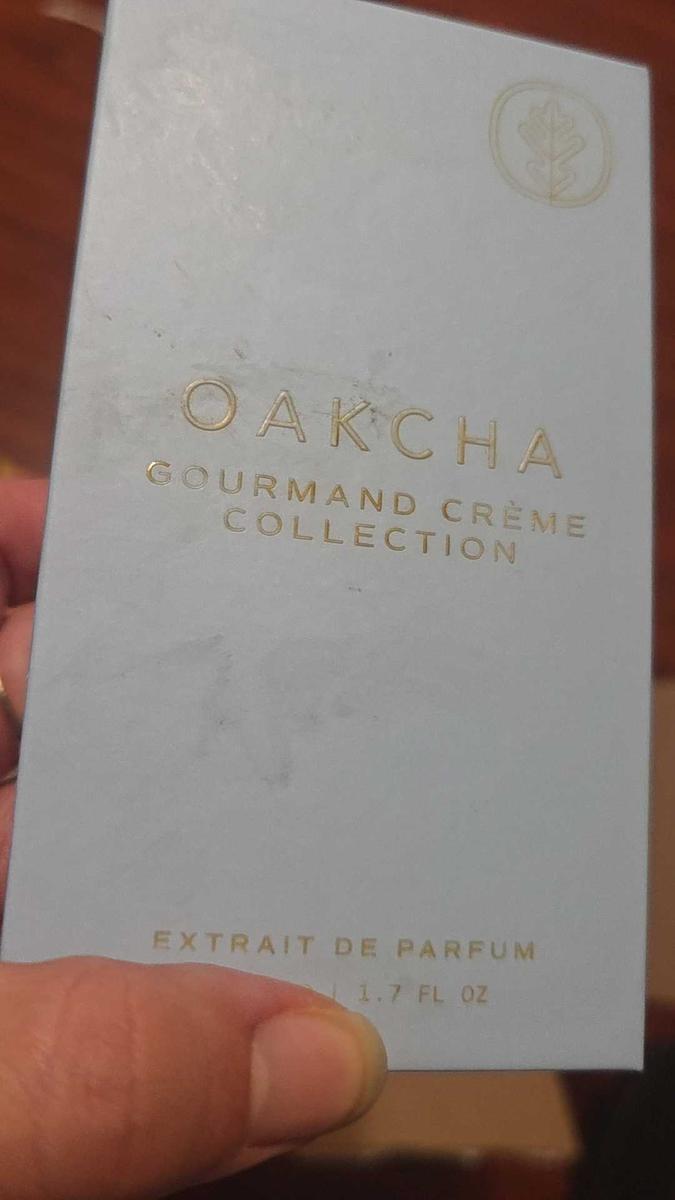 OAKCHA
GOURMAND CRÈME
COLLECTION
EXTRAIT DE PARFUM
| 1.7 FL OZ